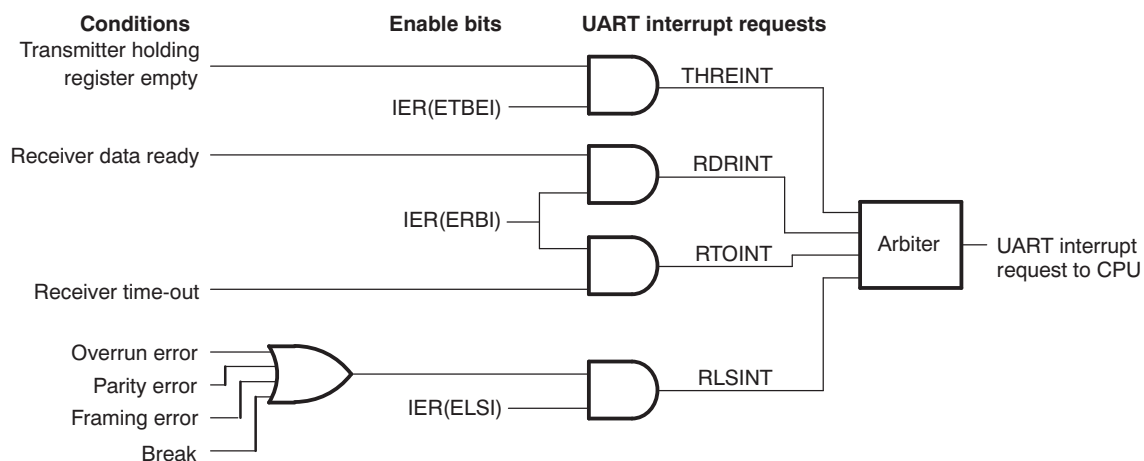 Conditions
Enable bits
UART interrupt requests
Transmitter holding
register empty
THREINT
IER(ETBEI)
Receiver data ready
RDRINT
IER(ERBI)
Arbiter
UART interrupt
request to CPU
RTOINT
Receiver time-out
Overrun error
Parity error
Framing error
Break
RLSINT
IER(ELSI)